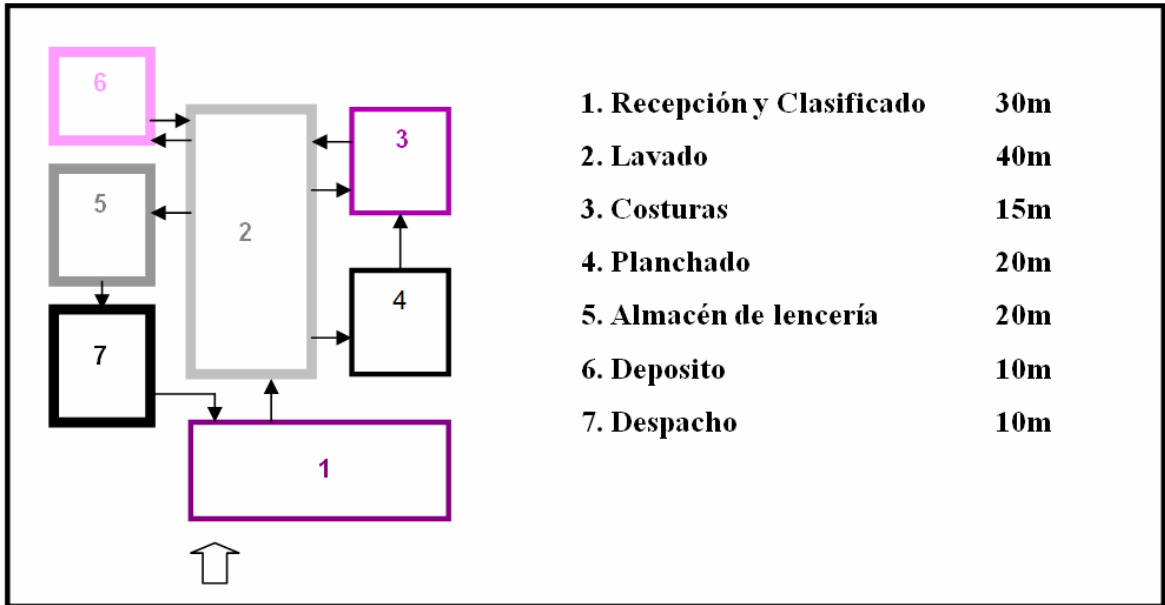 6
5
7
2
3
4
1
1. Recepción y Clasificado 30m
2. Lavado 40m
3. Costuras 15m
4. Planchado 20m
5. Almacén de lencería 20m
6. Deposito 10m
7. Despacho 10m